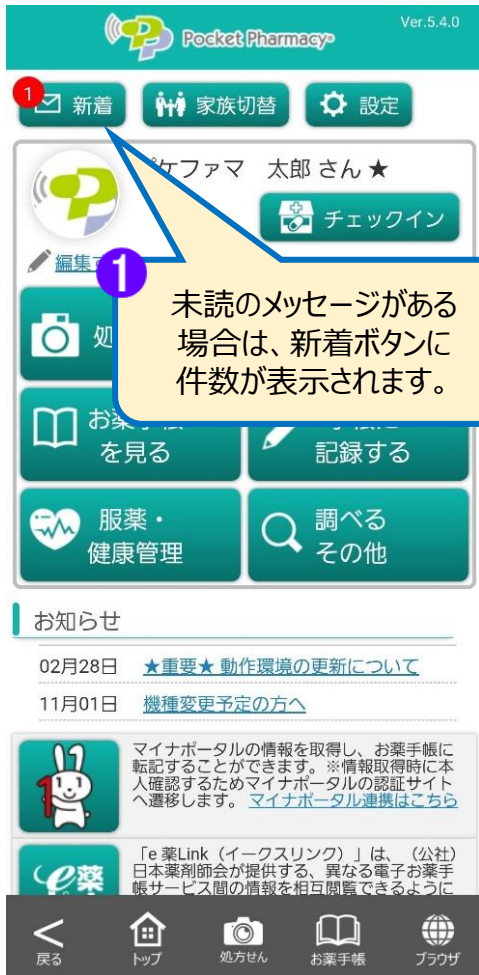 Pocket Pharmacy
Ver.5.4.0
1
新着
家族切替
設定
ケファマ 太郎 さん ★
チェックイン
編集
1
未読のメッセージがある
場合は、新着ボタンに
件数が表示されます。
処
お薬手帳
を見る
記録する
服薬・
健康管理
調べる
その他
お知らせ
02月28日 ★重要★ 動作環境の更新について
11月01日 機種変更予定の方へ
マイナポータルの情報を取得し、お薬手帳に
転記することができます。※情報取得時に本
人確認するためマイナポータルの認証サイト
へ遷移します。 マイナポータル連携はこちら
e薬
「e 薬Link（イークスリンク）」は、（公社）
日本薬剤師会が提供する、異なる電子お薬手
帳サービス間の情報を相互閲覧できるように
戻る
トップ
処方せん
お薬手帳
ブラウザ